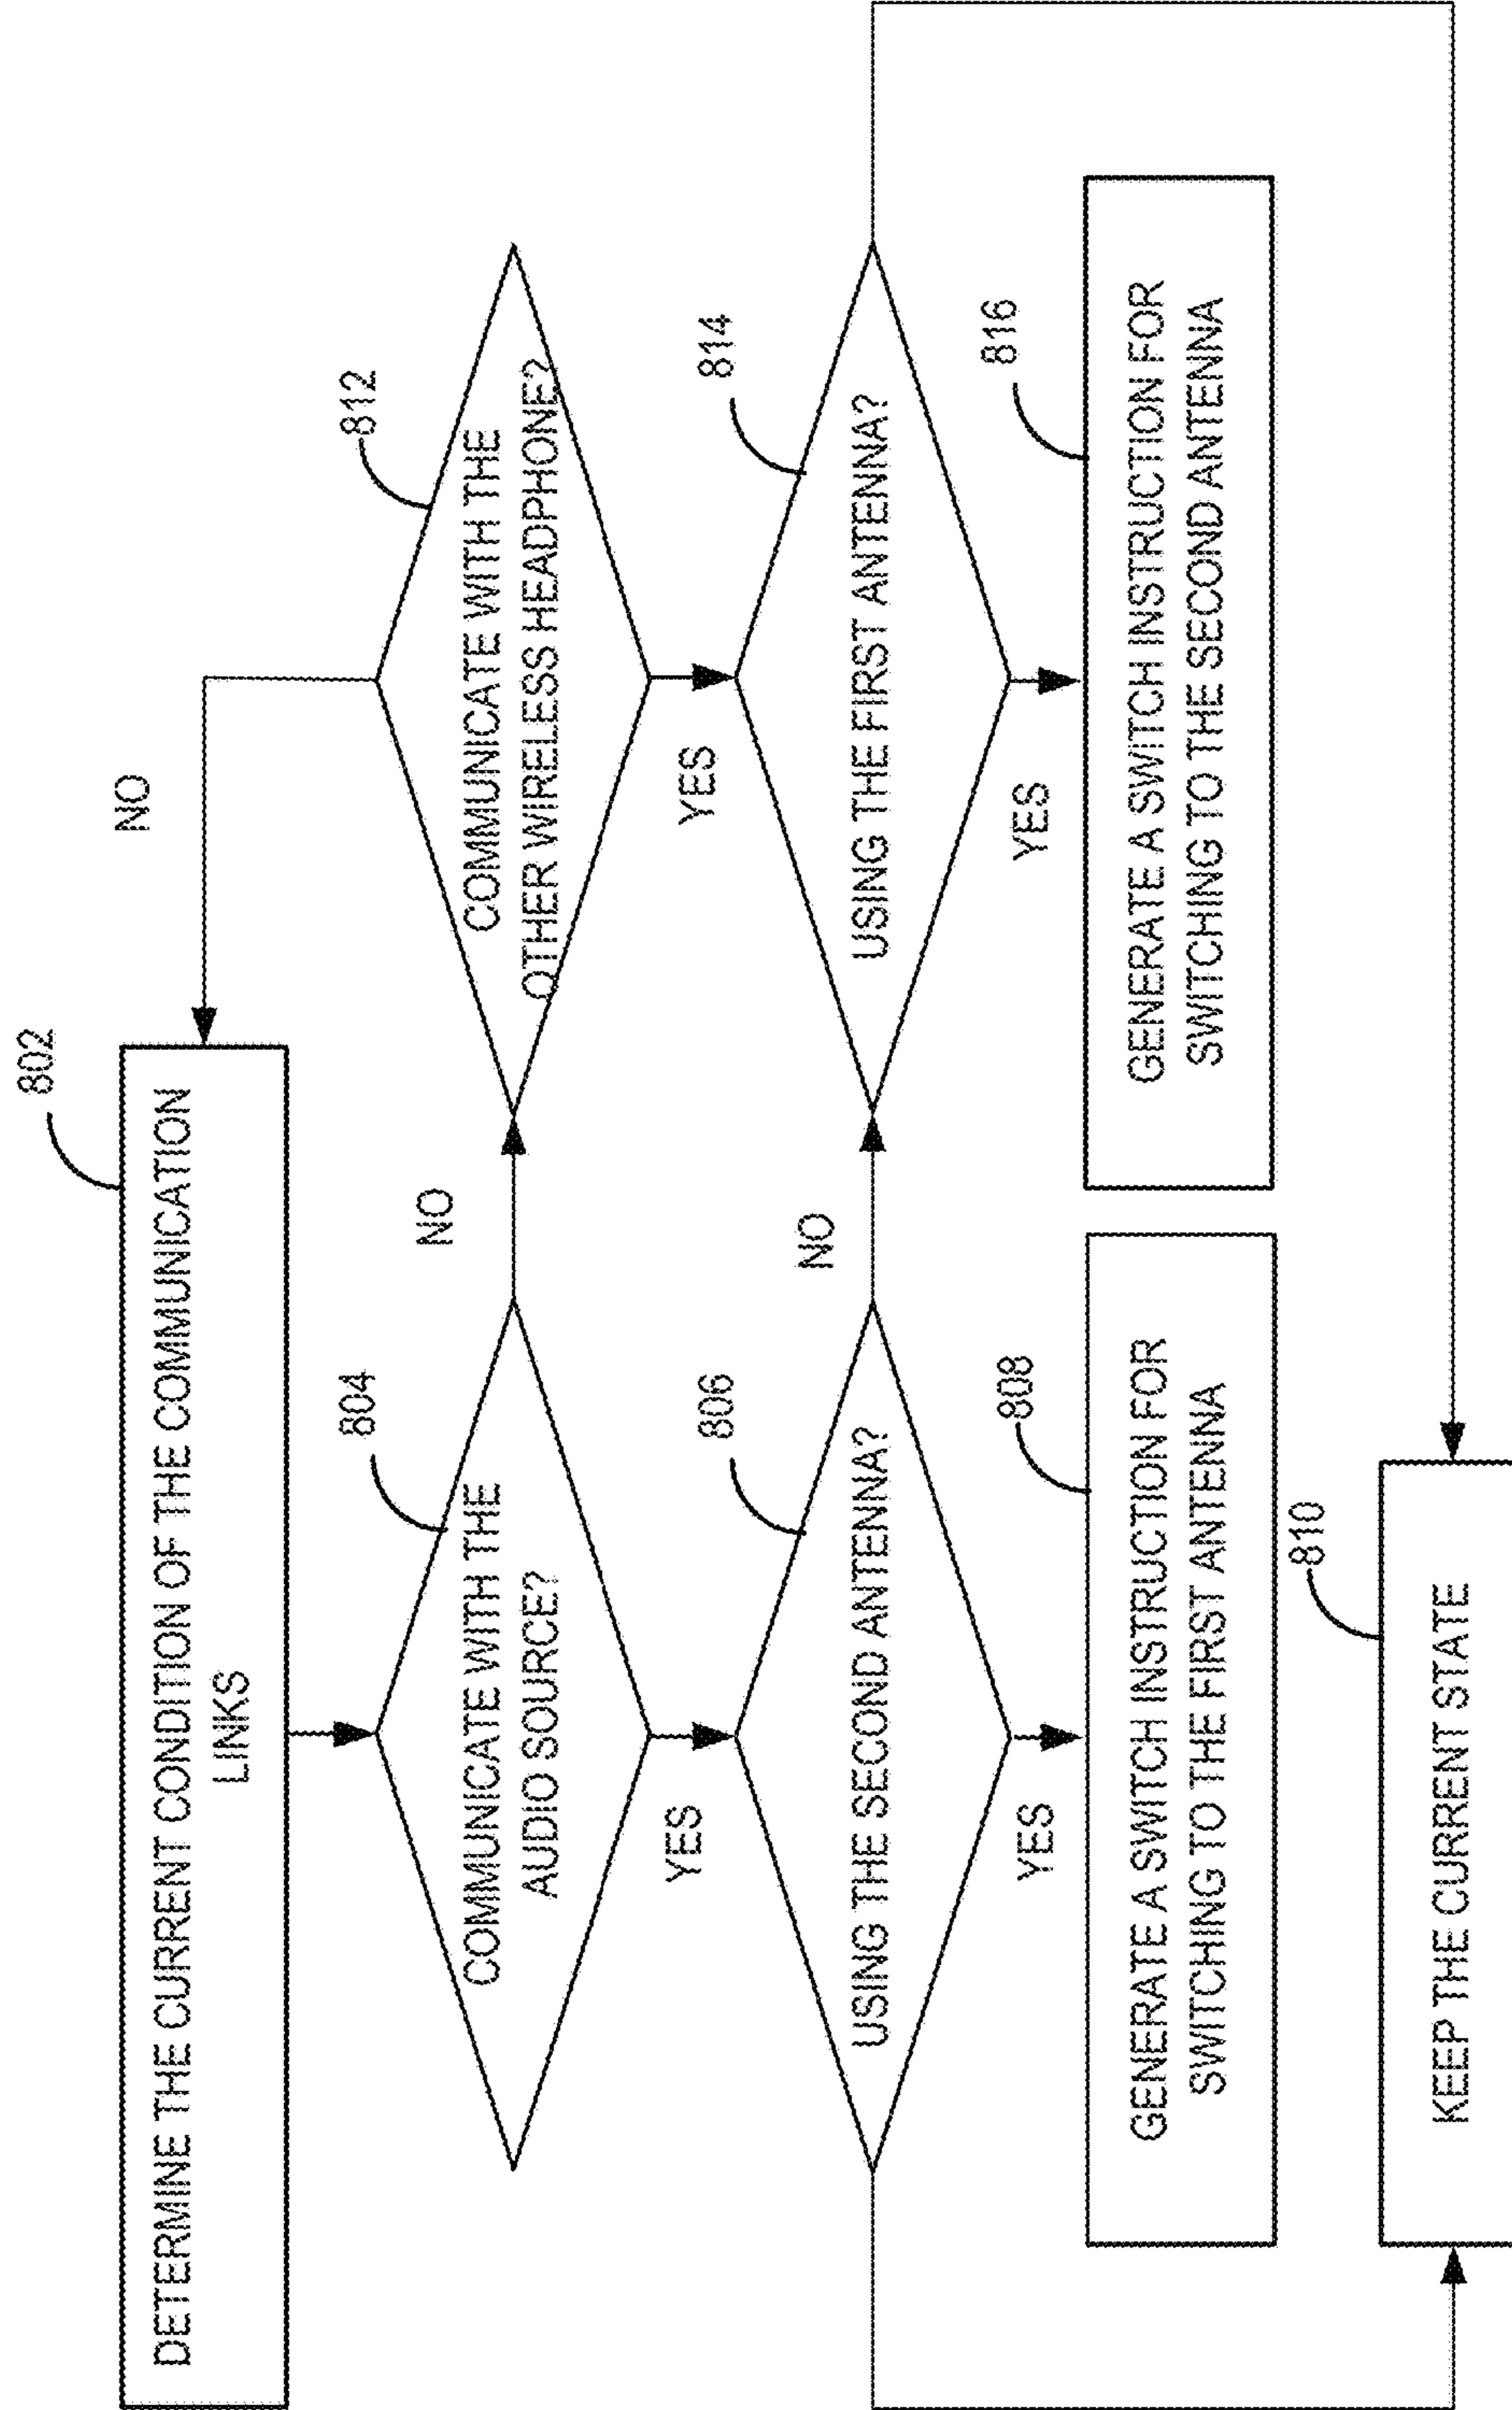 802
DETERMINE THE CURRENT CONDITION OF THE COMMUNICATION
LINKS
NO
804
COMMUNICATE WITH THE
AUDIO SOURCE?
NO
812
COMMUNICATE WITH THE
OTHER WIRELESS HEADPHONE?
YES
YES
806
USING THE SECOND ANTENNA?
NO
814
USING THE FIRST ANTENNA?
YES
YES
808
GENERATE A SWITCH INSTRUCTION FOR
SWITCHING TO THE FIRST ANTENNA
816
GENERATE A SWITCH INSTRUCTION FOR
SWITCHING TO THE SECOND ANTENNA
810
KEEP THE CURRENT STATE